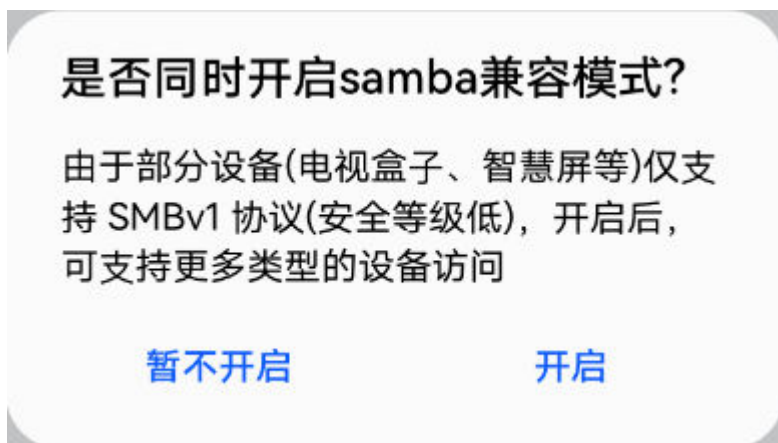 是否同时开启samba兼容模式?
由于部分设备(电视盒子、智慧屏等)仅支
持 SMBv1 协议(安全等级低)，开启后，
可支持更多类型的设备访问
暂不开启 开启